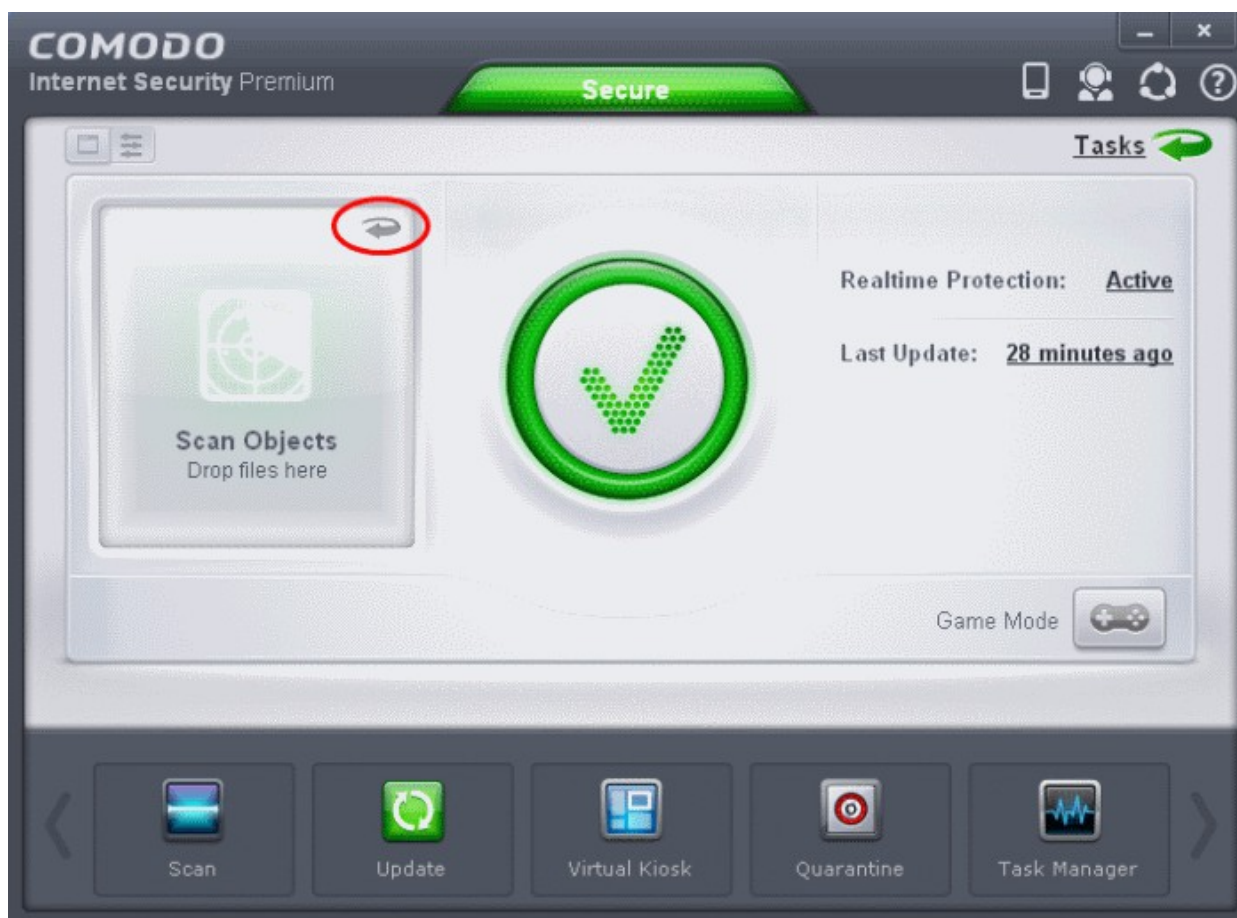 COMODO
Internet Security Premium
Secure
?
Tasks
Realtime Protection: Active
Last Update: 28 minutes ago
Scan Objects
Drop files here
Game Mode
Scan
Update
Virtual Kiosk
Quarantine
Task Manager